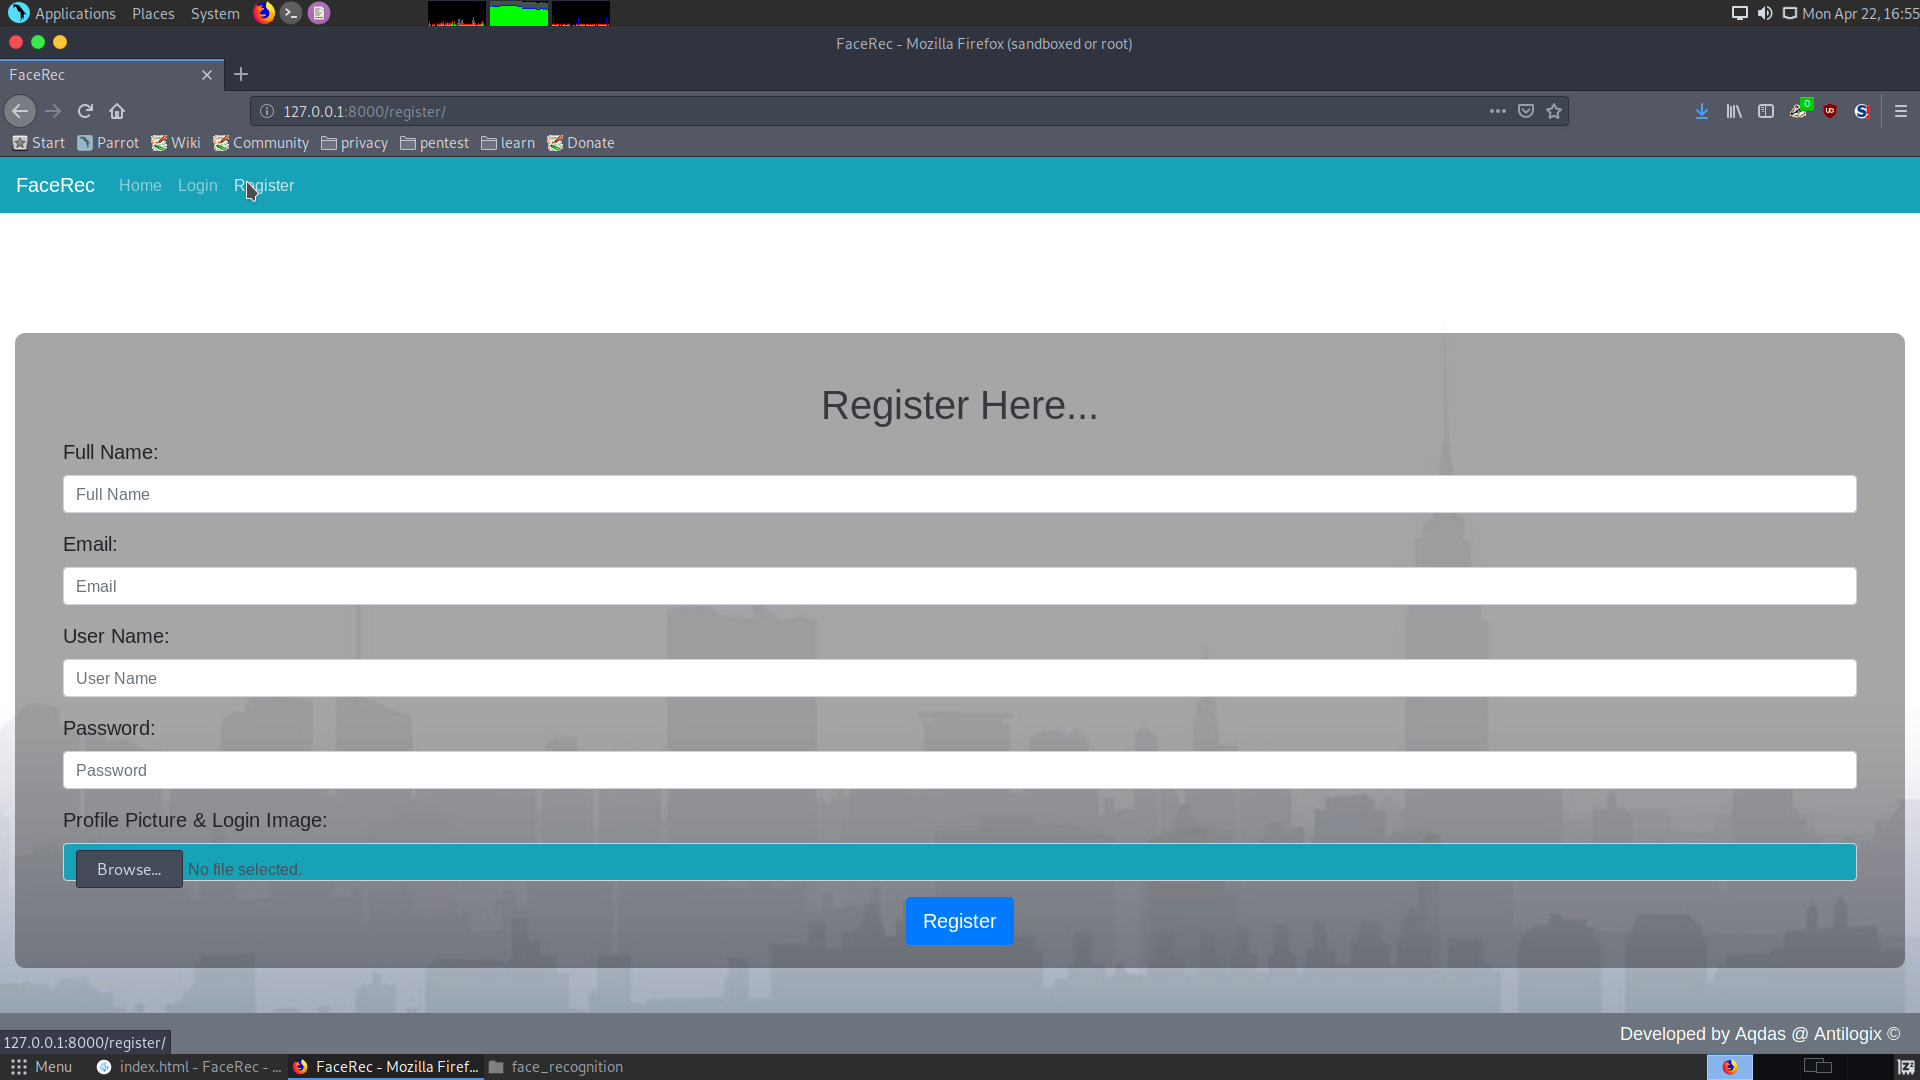 Applications Places System
Mon Apr 22, 16:55
FaceRec - Mozilla Firefox (sandboxed or root)
FaceRec
127.0.0.1:8000/register/
0
Start Parrot Wiki Community privacy pentest learn Donate
FaceRec Home Login Register
Register Here...
Full Name:
Full Name
Email:
Email
User Name:
User Name
Password:
Password
Profile Picture & Login Image:
Browse... No file selected.
Register
Developed by Aqdas @ Antilogix ©
127.0.0.1:8000/register/
Menu index.html - FaceRec - ... FaceRec - Mozilla Firef... face_recognition